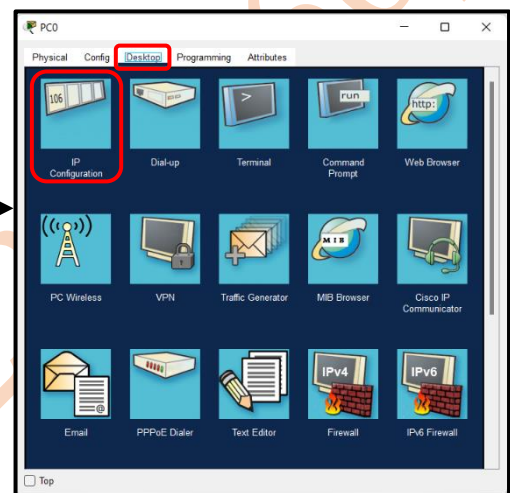 PC0
Physical Config Desktop Programming Attributes
106
>
run
http:
IP
Configuration
Dial-up
Terminal
Command
Prompt
Web Browser
MIB
PC Wireless
VPN
Traffic Generator
MIB Browser
Cisco IP
Communicator
@
IPv4
IPv6
Email
PPPoE Dialer
Text Editor
Firewall
IPv6 Firewall
Top